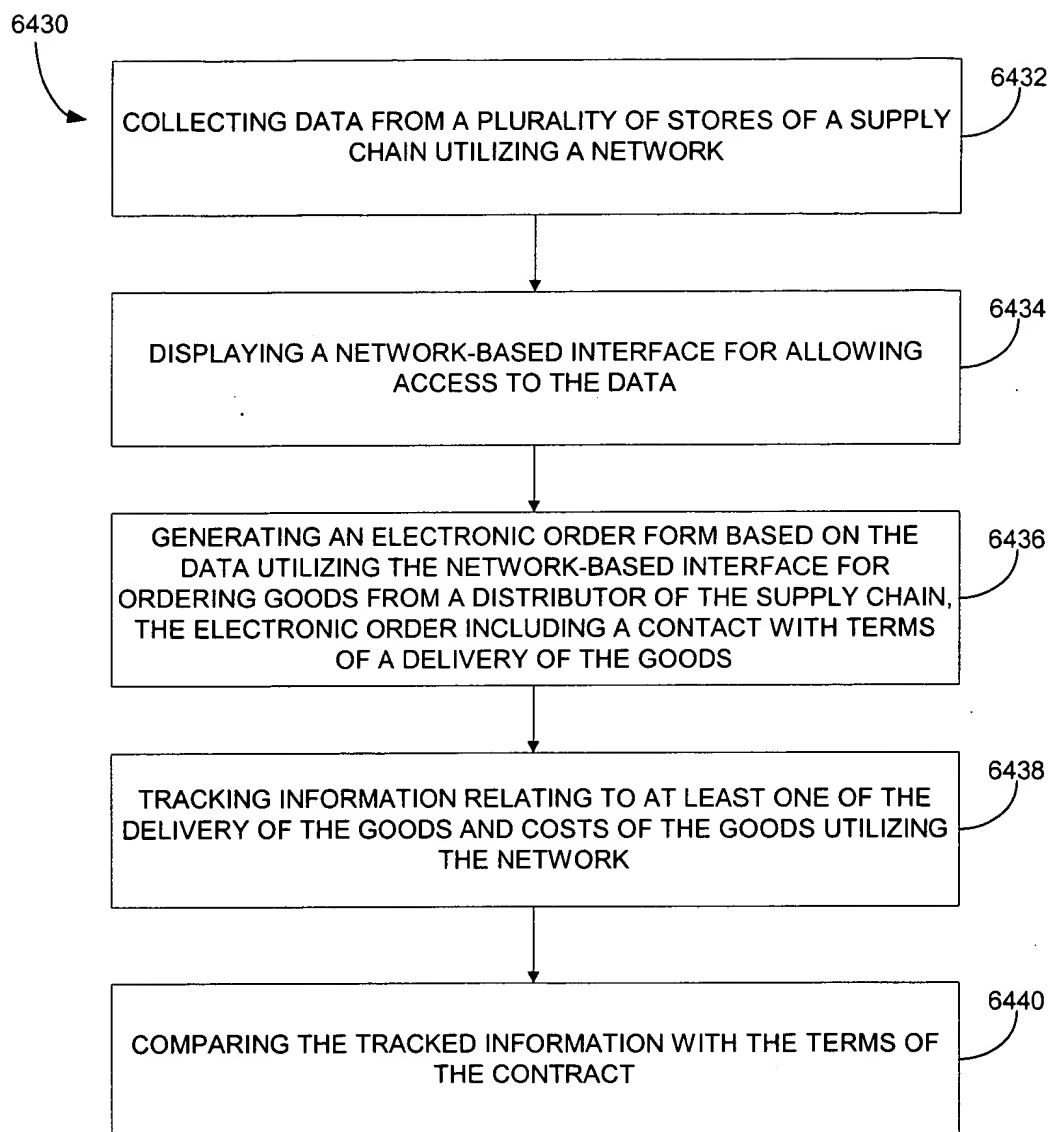 6430
6432
COLLECTING DATA FROM A PLURALITY OF STORES OF A SUPPLY
CHAIN UTILIZING A NETWORK
6434
DISPLAYING A NETWORK-BASED INTERFACE FOR ALLOWING
ACCESS TO THE DATA
6436
GENERATING AN ELECTRONIC ORDER FORM BASED ON THE
DATA UTILIZING THE NETWORK-BASED INTERFACE FOR
ORDERING GOODS FROM A DISTRIBUTOR OF THE SUPPLY CHAIN,
THE ELECTRONIC ORDER INCLUDING A CONTACT WITH TERMS
OF A DELIVERY OF THE GOODS
6438
TRACKING INFORMATION RELATING TO AT LEAST ONE OF THE
DELIVERY OF THE GOODS AND COSTS OF THE GOODS UTILIZING
THE NETWORK
6440
COMPARING THE TRACKED INFORMATION WITH THE TERMS OF
THE CONTRACT